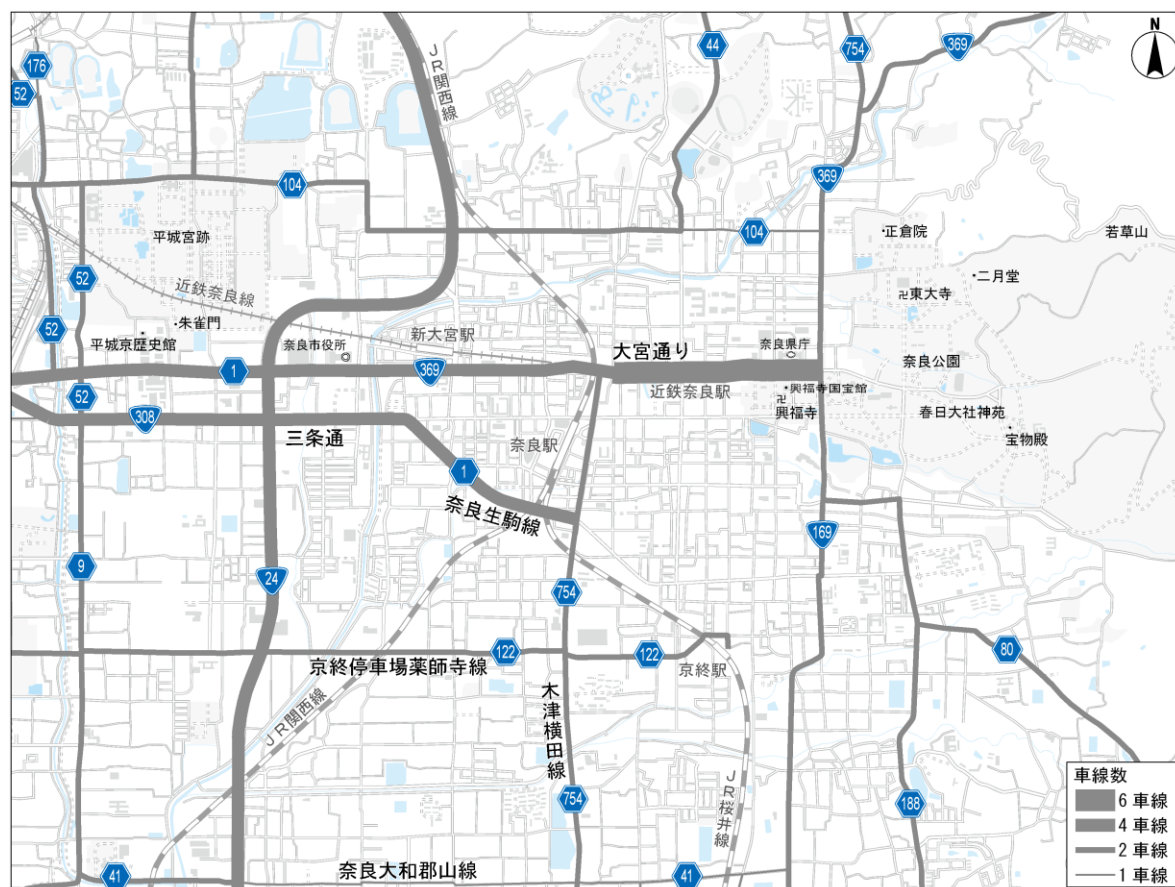 176
52
JR関西線
44
754
369
N
369
104
104
平城宮跡
正倉院
若草山
52
二月堂
近鉄奈良線
卍東大寺
52
朱雀門
新大宮駅
平城京歴史館
奈良市役所
大宮通り
奈良県庁
奈良公園
1
369
近鉄奈良駅
興福寺国宝館
52
卍
興福寺
春日大社神苑
308
三条通
奈良駅
宝物殿
1
奈良生駒線
169
9
24
754
122
122
80
京終停車場薬師寺線
京終駅
JR関西線
木津横田線
JR桜井線
754
188
車線数
6車線
4車線
2車線
1車線
奈良大和郡山線
41
41